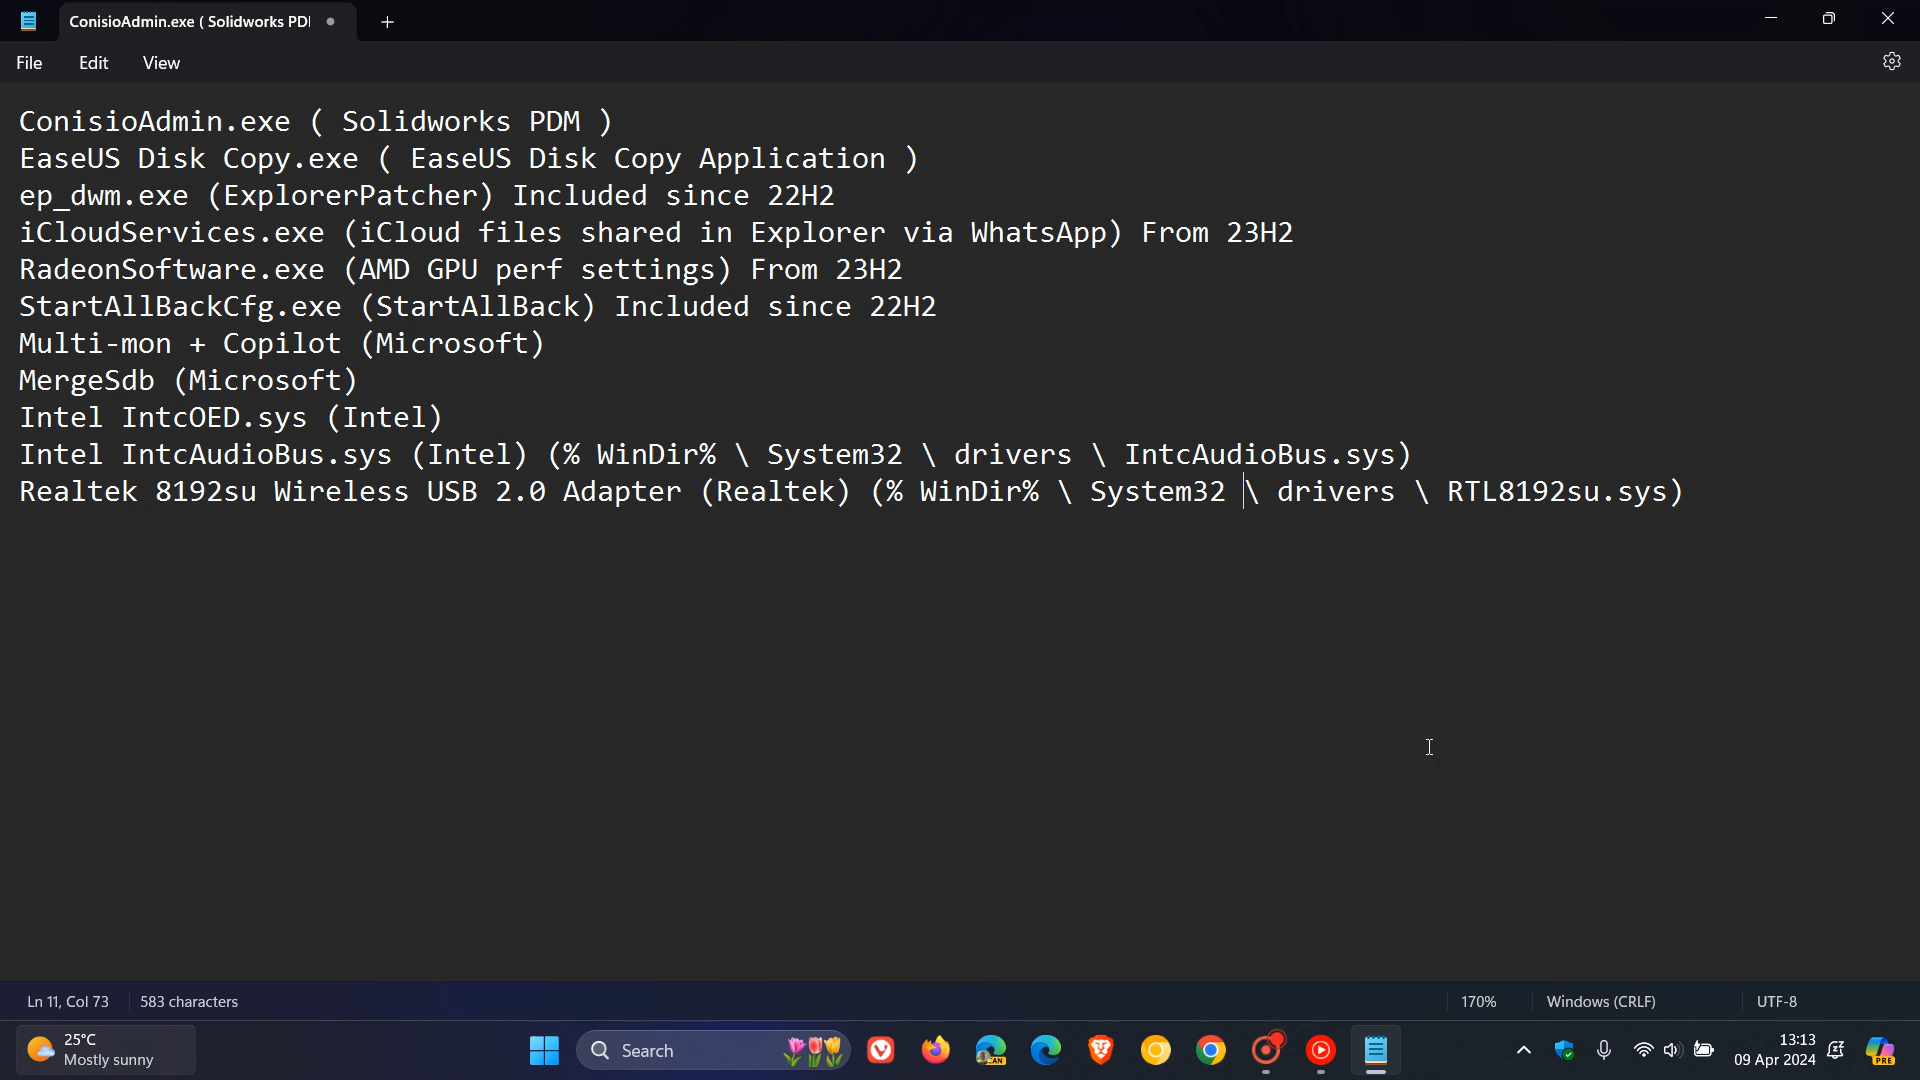 ConisioAdmin.exe ( Solidworks PDI
File Edit View
ConisioAdmin.exe ( Solidworks PDM )
EaseUS Disk Copy.exe ( EaseUS Disk Copy Application )
ep_dwm.exe (ExplorerPatcher) Included since 22H2
iCloudServices.exe (iCloud files shared in Explorer via WhatsApp) From 23H2
RadeonSoftware.exe (AMD GPU perf settings) From 23H2
StartAllBackCfg.exe (StartAllBack) Included since 22H2
Multi-mon + Copilot (Microsoft)
MergeSdb (Microsoft)
Intel IntcOED.sys (Intel)
Intel IntcAudioBus.sys (Intel) (% WinDir% \ System32 \ drivers \ IntcAudioBus.sys)
Realtek 8192su Wireless USB 2.0 Adapter (Realtek) (% WinDir% \ System32 \ drivers \ RTL8192su.sys)
Ln 11, Col 73 583 characters 170% Windows (CRLF) UTF-8
25°C
Mostly sunny
Search
CAN
13:13
09 Apr 2024
PRE